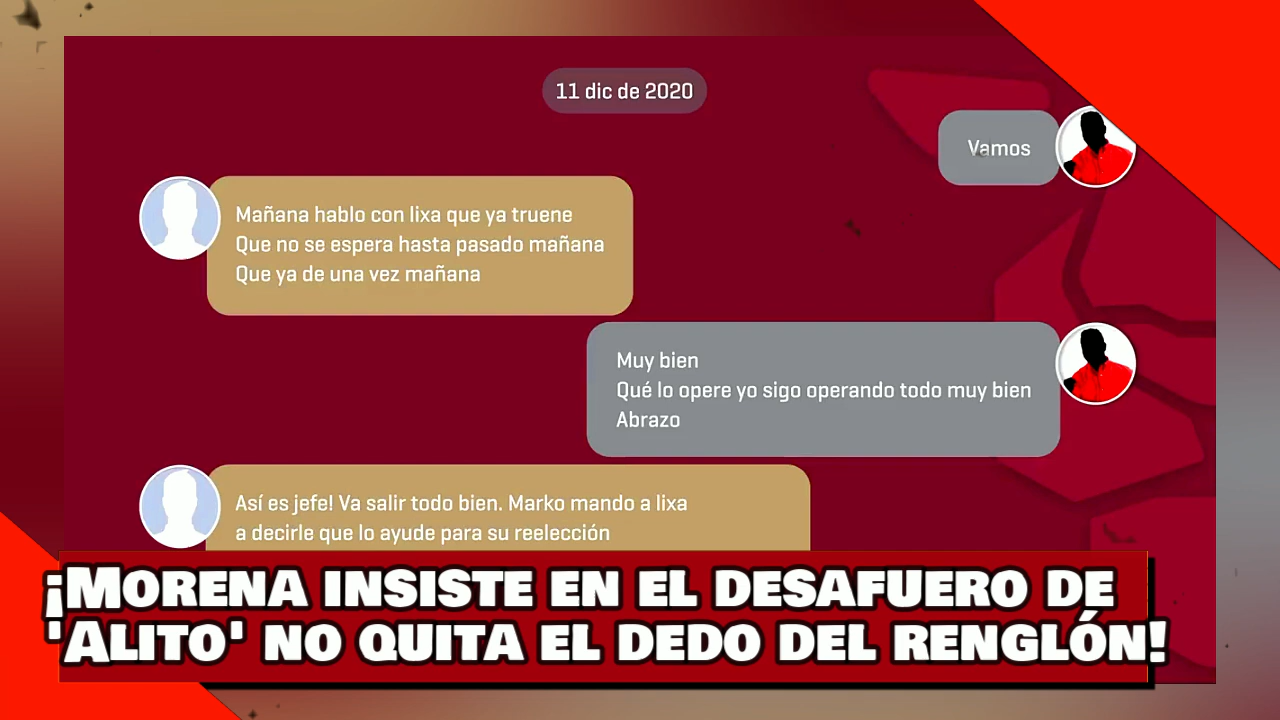 11 dic de 2020
Vamos
Mañana hablo con lixa que ya truene
Que no se espera hasta pasado mañana
Que ya de una vez mañana
Muy bien
Qué lo opere yo sigo operando todo muy bien
Abrazo
Así es jefe! Va salir todo bien. Marko mando a lixa
a decirle que lo ayude para su reelección
¡MORENA INSISTE EN EL DESAFUERO DE
'ALITO' NO QUITA EL DEDO DEL RENGLÓN!